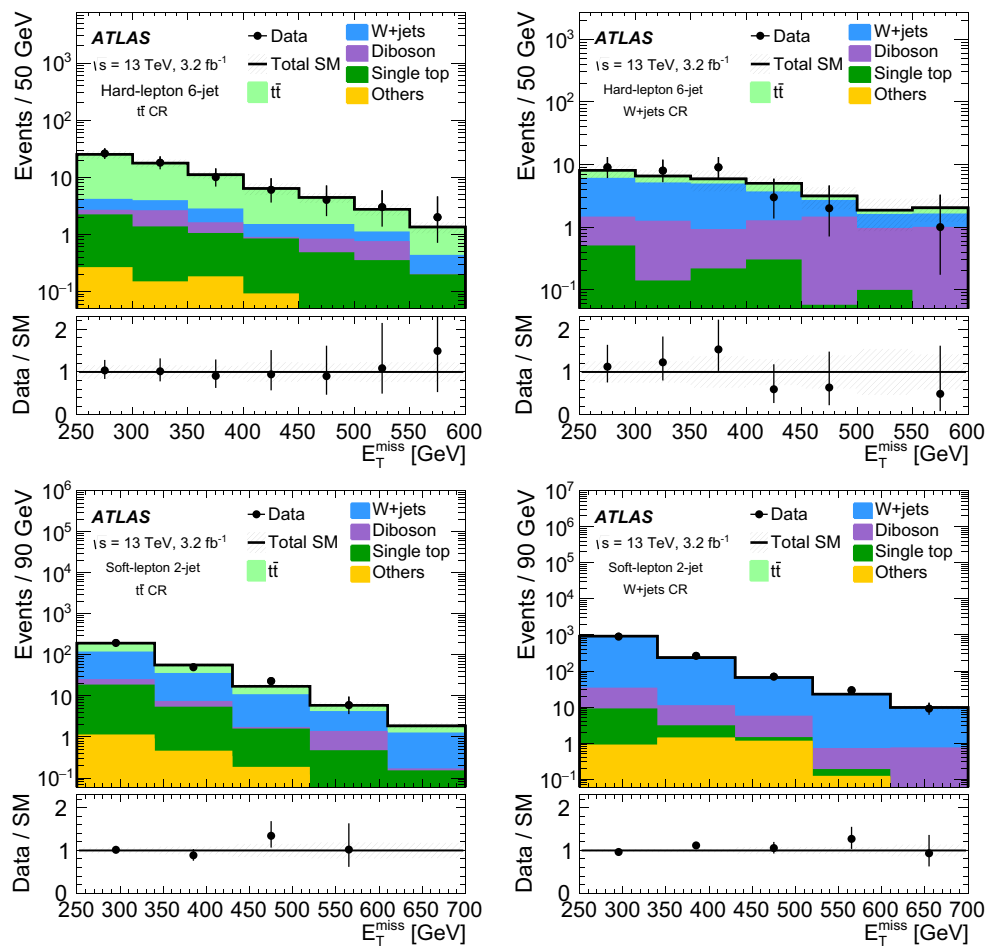 ATLAS
√s = 13 TeV, 3.2 fb⁻¹
Hard-lepton 6-jet
tt̄ CR
Data
Total SM
tt̄
W+jets
Diboson
Single top
Others
Events / 50 GeV
10³
10²
10
1
10⁻¹
Data / SM
2
1
0
250 300 350 400 450 500 550 600
E_T^miss [GeV]
ATLAS
√s = 13 TeV, 3.2 fb⁻¹
Hard-lepton 6-jet
W+jets CR
Data
Total SM
tt̄
W+jets
Diboson
Single top
Others
Events / 50 GeV
10³
10²
10
1
10⁻¹
Data / SM
2
1
0
250 300 350 400 450 500 550 600
E_T^miss [GeV]
ATLAS
√s = 13 TeV, 3.2 fb⁻¹
Soft-lepton 2-jet
tt̄ CR
Data
Total SM
tt̄
W+jets
Diboson
Single top
Others
Events / 90 GeV
10⁶
10⁵
10⁴
10³
10²
10
1
10⁻¹
Data / SM
2
1
0
250 300 350 400 450 500 550 600 650 700
E_T^miss [GeV]
ATLAS
√s = 13 TeV, 3.2 fb⁻¹
Soft-lepton 2-jet
W+jets CR
Data
Total SM
tt̄
W+jets
Diboson
Single top
Others
Events / 90 GeV
10⁷
10⁶
10⁵
10⁴
10³
10²
10
1
10⁻¹
Data / SM
2
1
0
250 300 350 400 450 500 550 600 650 700
E_T^miss [GeV]